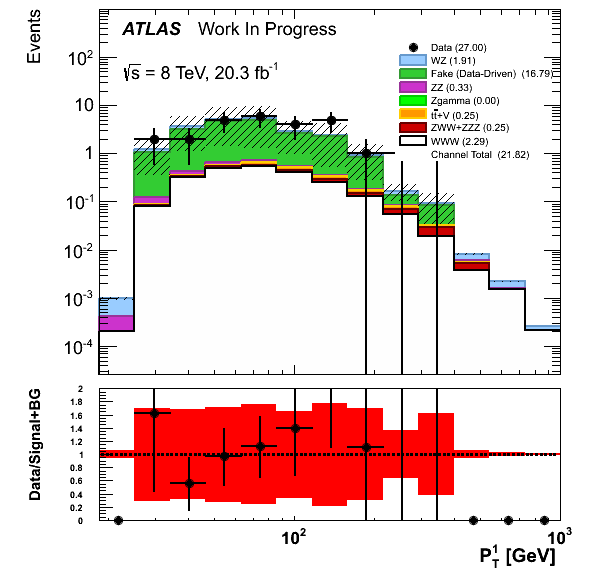 Events
ATLAS Work In Progress
√s = 8 TeV, 20.3 fb⁻¹
Data (27.00)
WZ (1.91)
Fake (Data-Driven) (16.79)
ZZ (0.33)
Zgamma (0.00)
tt̄+V (0.25)
ZWW+ZZZ (0.25)
WWW (2.29)
Channel Total (21.82)
10²
10
1
10⁻¹
10⁻²
10⁻³
10⁻⁴
Data/Signal+BG
2
1.8
1.6
1.4
1.2
1
0.8
0.6
0.4
0.2
0
10²
10³
P¹_T [GeV]